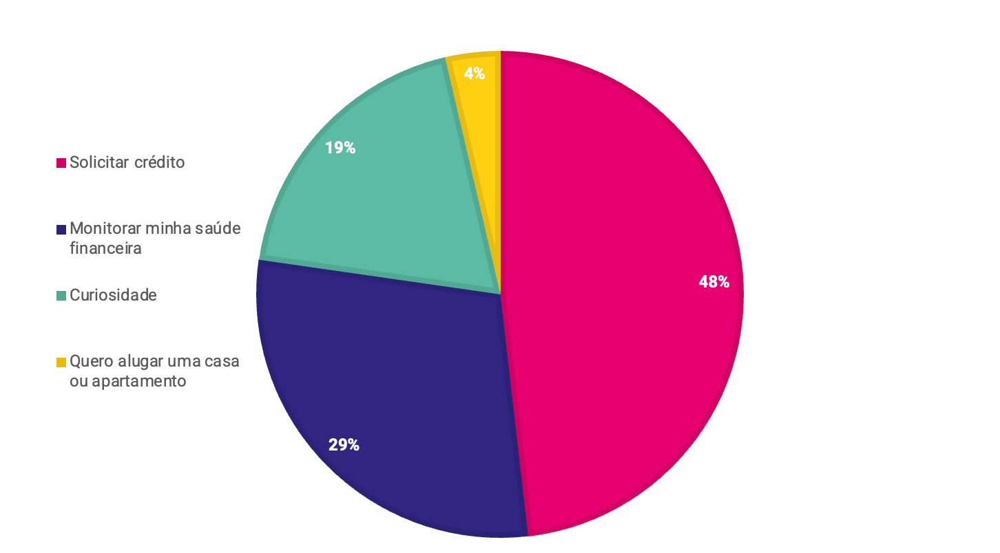 4%
19%
Solicitar crédito
Monitorar minha saúde
financeira
48%
Curiosidade
Quero alugar uma casa
ou apartamento
29%